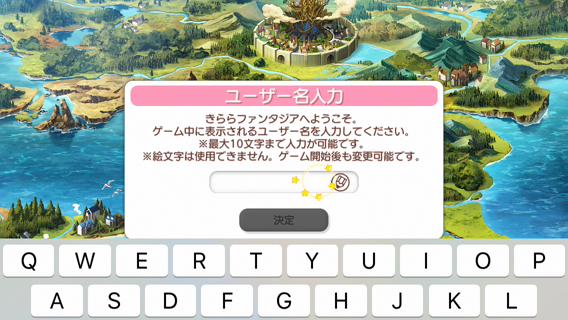 ユーザー名入力
きららファンタジアへようこそ。
ゲーム中に表示されるユーザー名を入力してください。
※最大10文字まで入力が可能です。
※絵文字は使用できません。ゲーム開始後も変更可能です。
決定
Q W E R T Y U I O P
A S D F G H J K L